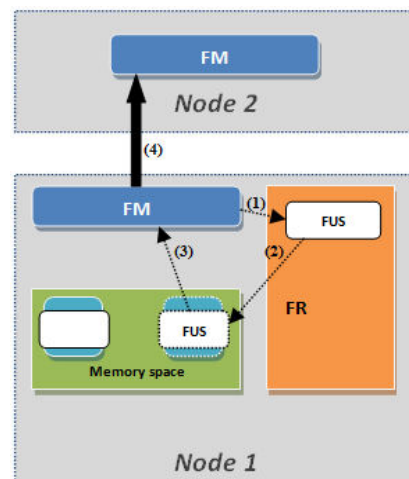 FM
Node 2
(4)
FM
(1)
FUS
(3)
(2)
FUS
FR
Memory space
Node 1